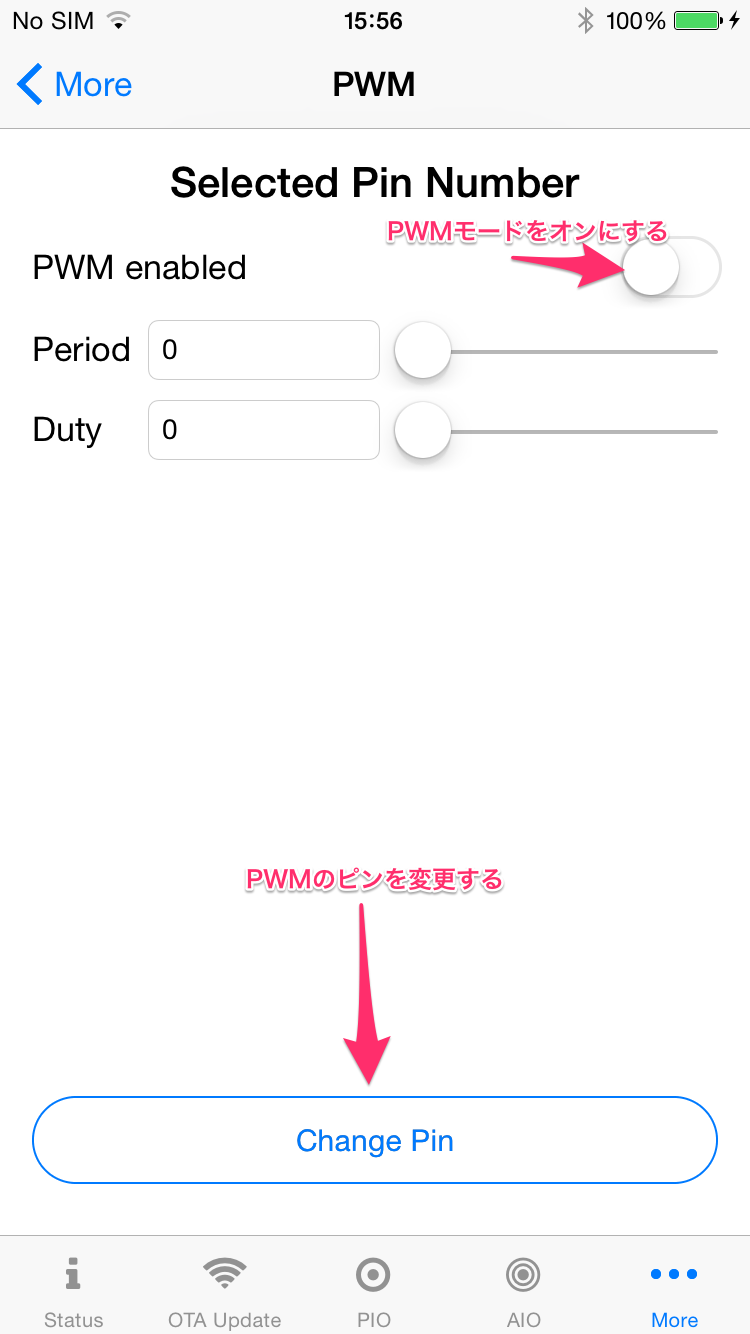 No SIM 15:56 100%
More PWM
Selected Pin Number
PWMモードをオンにする
PWM enabled
Period 0
Duty 0
PWMのピンを変更する
Change Pin
Status OTA Update PIO AIO More